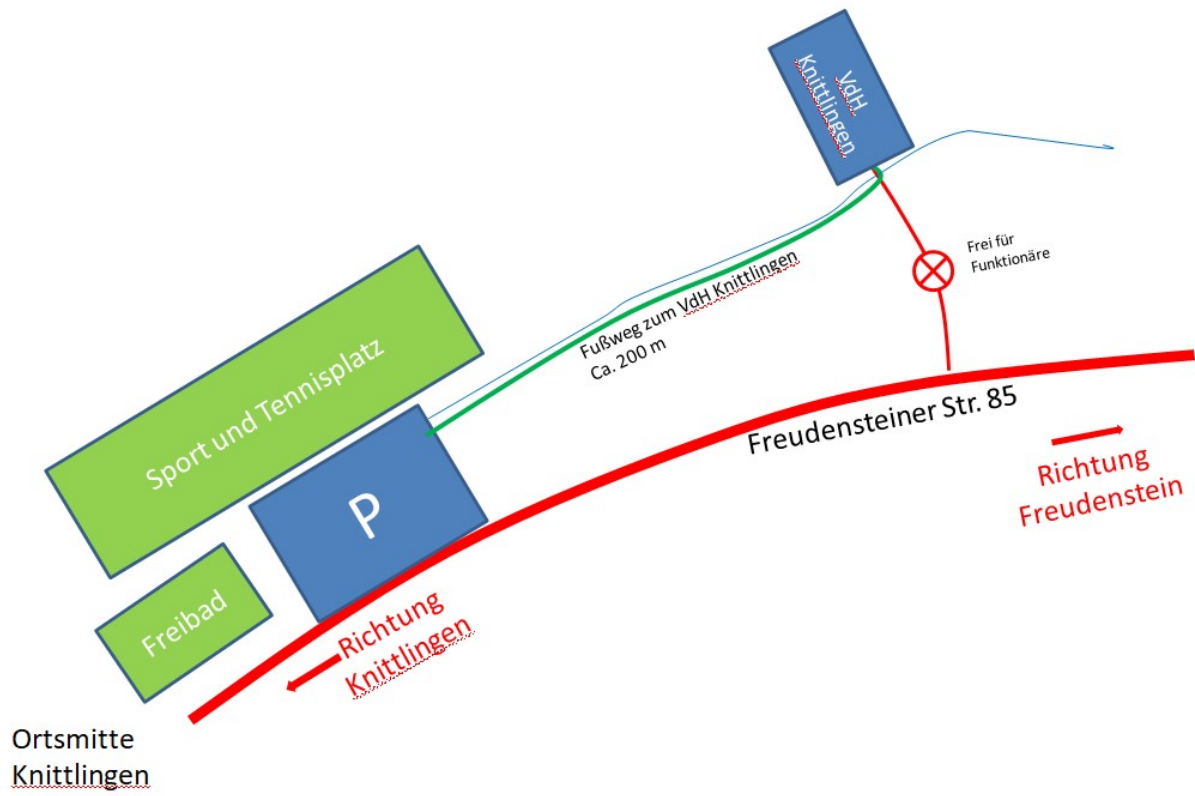 VdH
Knittlingen
Frei für
Funktionäre
Fußweg zum VdH Knittlingen
Ca. 200 m
Sport und Tennisplatz
P
Freudensteiner Str. 85
Richtung
Freudenstein
Freibad
Richtung
Knittlingen
Ortsmitte
Knittlingen